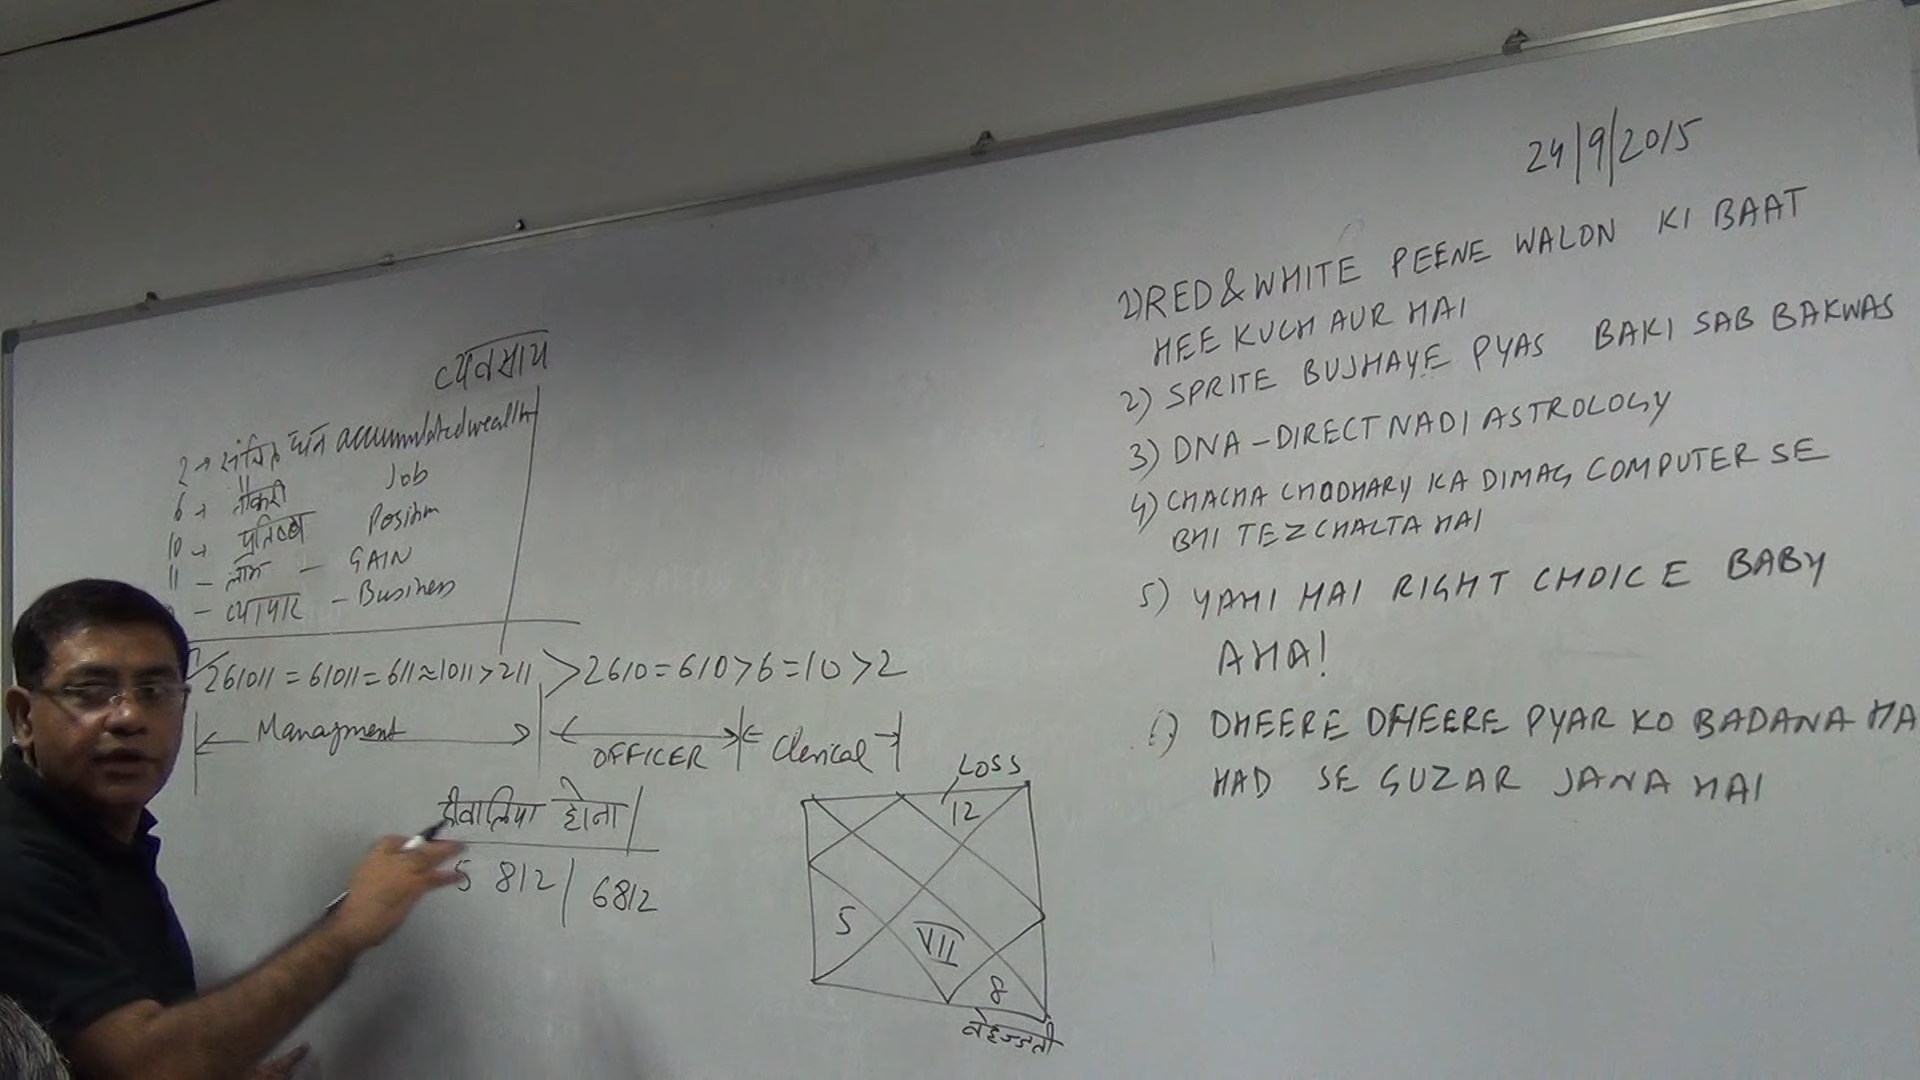 24/9/2015
व्यवसाय
2 → संचित धन accumulated wealth
6 → नौकरी Job
10 → प्रतिष्ठा Position
11 - लाभ - GAIN
- व्यापार - Business
261011 = 61011 = 611 ≈ 1011 > 211 > 2610 = 610 > 6 = 10 > 2
Managment OFFICER Clerical
दीवालिया होना
5 812 | 6812
LOSS
12
5
VII
8
बेइज्जती
1) RED & WHITE PEENE WALON KI BAAT
HEE KUCH AUR HAI
2) SPRITE BUJHAYE PYAS BAKI SAB BAKWAS
3) DNA - DIRECT NADI ASTROLOGY
4) CHACHA CHODHARY KA DIMAG COMPUTER SE
BHI TEZ CHALTA HAI
5) YAHI HAI RIGHT CHOICE BABY
AHA!
6) DHEERE DHEERE PYAR KO BADANA HA
HAD SE GUZAR JANA HAI